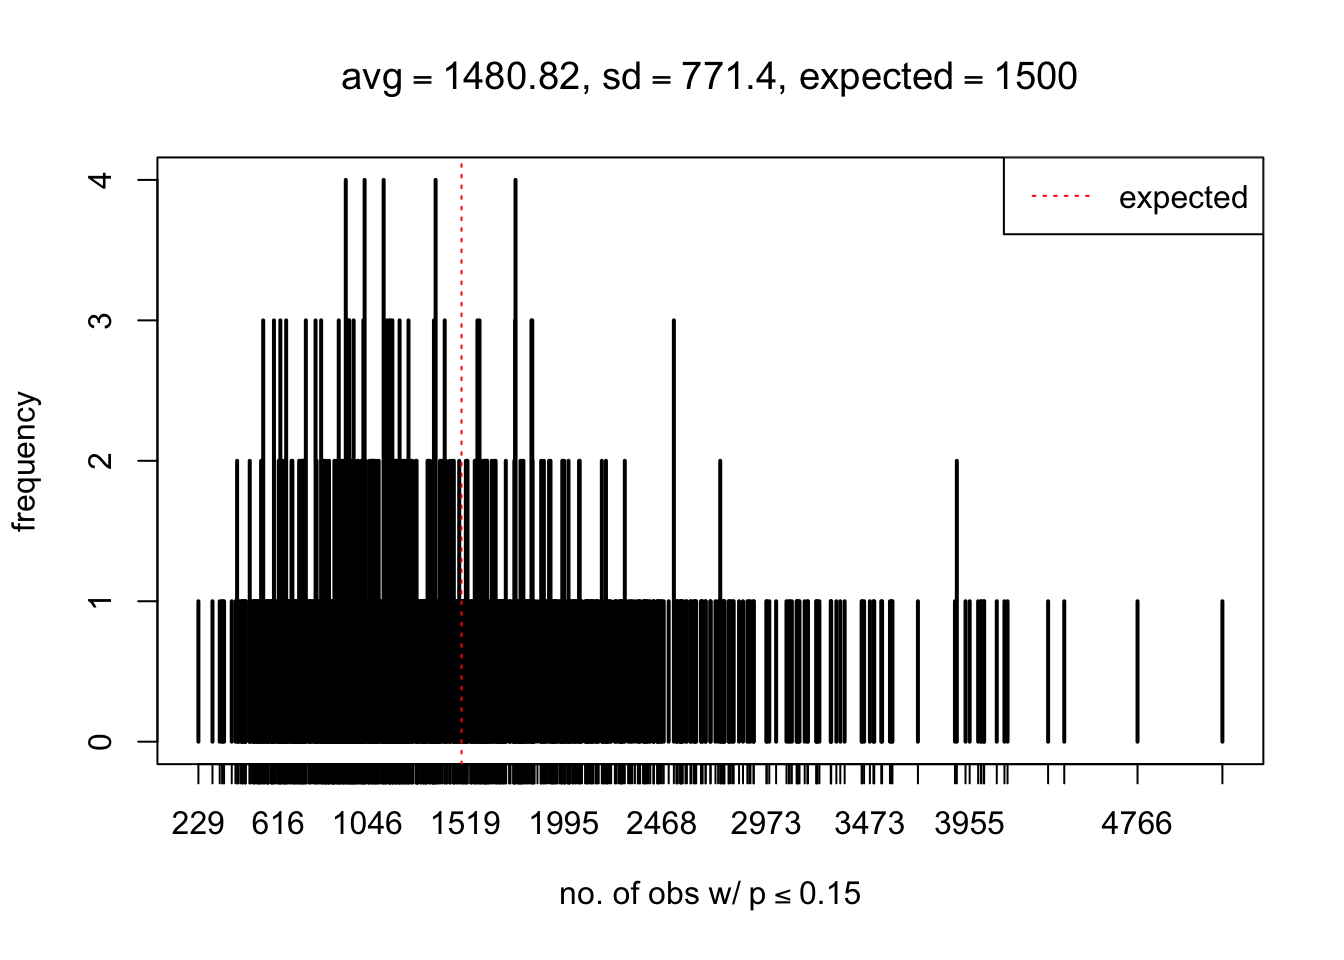 avg = 1480.82, sd = 771.4, expected = 1500
expected
frequency
4
3
2
1
0
229 616 1046 1519 1995 2468 2973 3473 3955 4766
no. of obs w/ p ≤ 0.15